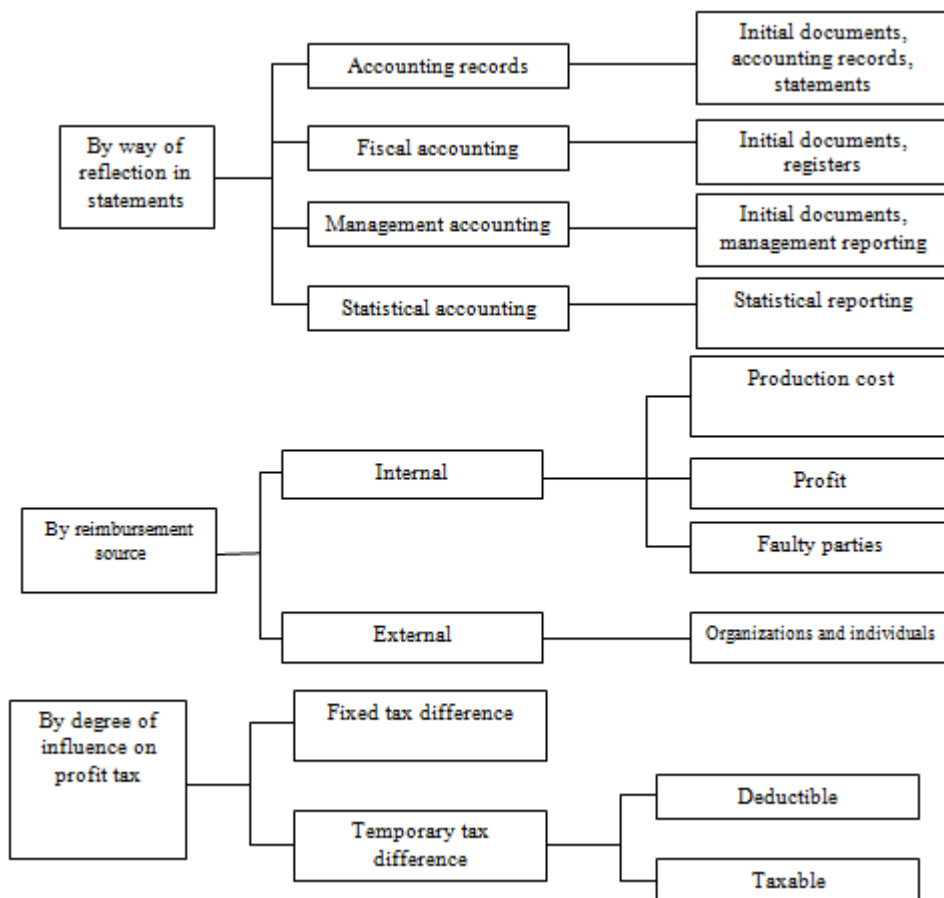 By way of
reflection in
statements
Accounting records
Initial documents,
accounting records,
statements
Fiscal accounting
Initial documents,
registers
Management accounting
Initial documents,
management reporting
Statistical accounting
Statistical reporting
By reimbursement
source
Internal
Production cost
Profit
Faulty parties
External
Organizations and individuals
By degree of
influence on
profit tax
Fixed tax difference
Temporary tax
difference
Deductible
Taxable